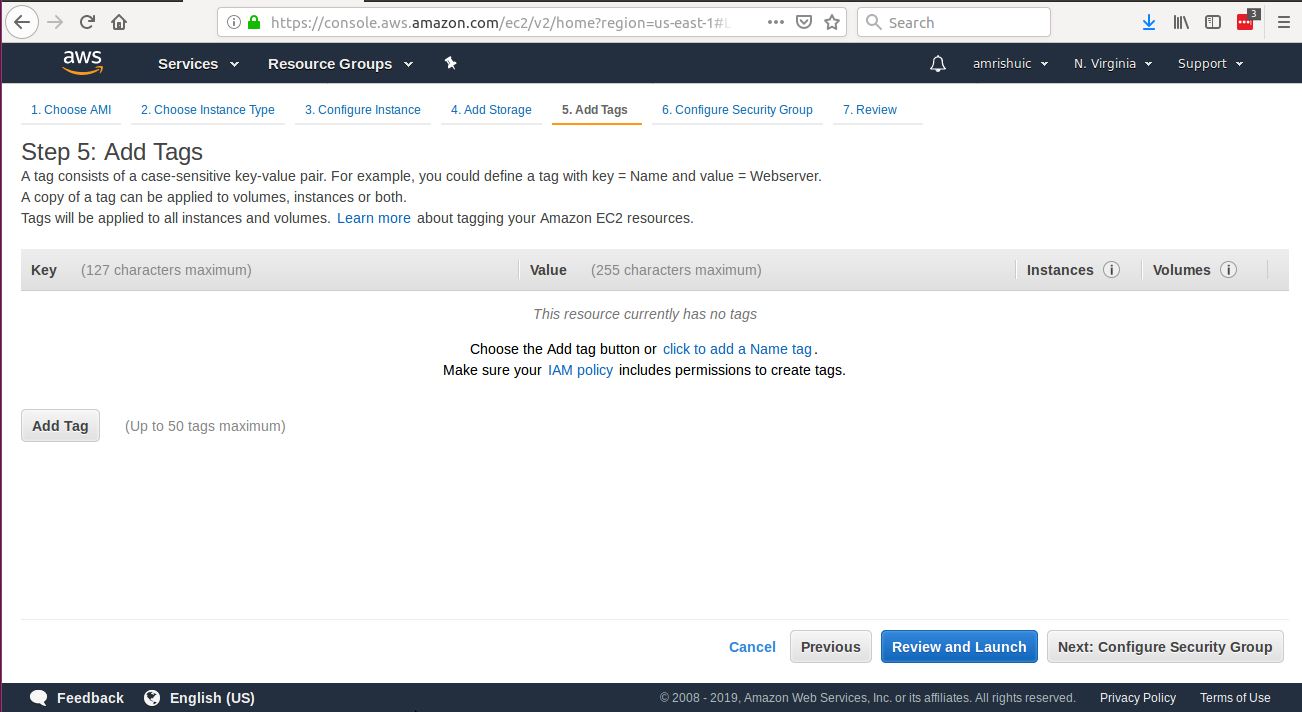 https://console.aws.amazon.com/ec2/v2/home?region=us-east-1#
Search
3
aws
Services
Resource Groups
amrishuic
N. Virginia
Support
1. Choose AMI
2. Choose Instance Type
3. Configure Instance
4. Add Storage
5. Add Tags
6. Configure Security Group
7. Review
Step 5: Add Tags
A tag consists of a case-sensitive key-value pair. For example, you could define a tag with key = Name and value = Webserver.
A copy of a tag can be applied to volumes, instances or both.
Tags will be applied to all instances and volumes. Learn more about tagging your Amazon EC2 resources.
Key (127 characters maximum)
Value (255 characters maximum)
Instances
Volumes
This resource currently has no tags
Choose the Add tag button or click to add a Name tag.
Make sure your IAM policy includes permissions to create tags.
Add Tag
(Up to 50 tags maximum)
Cancel
Previous
Review and Launch
Next: Configure Security Group
Feedback
English (US)
© 2008 - 2019, Amazon Web Services, Inc. or its affiliates. All rights reserved.
Privacy Policy
Terms of Use